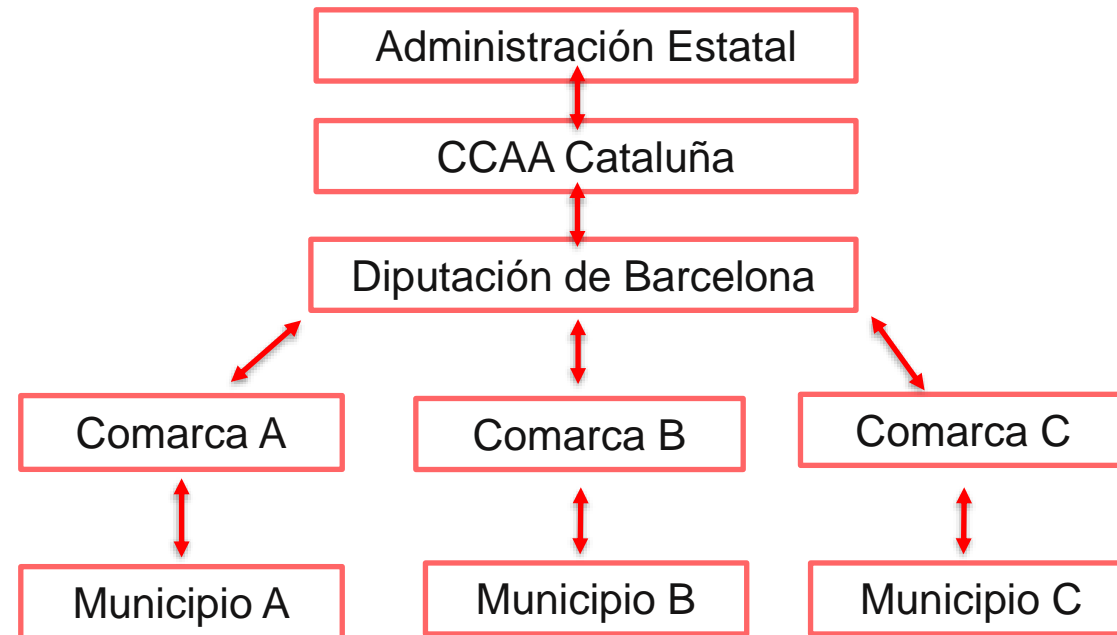 Administración Estatal
CCAA Cataluña
Diputación de Barcelona
Comarca A
Comarca B
Comarca C
Municipio A
Municipio B
Municipio C